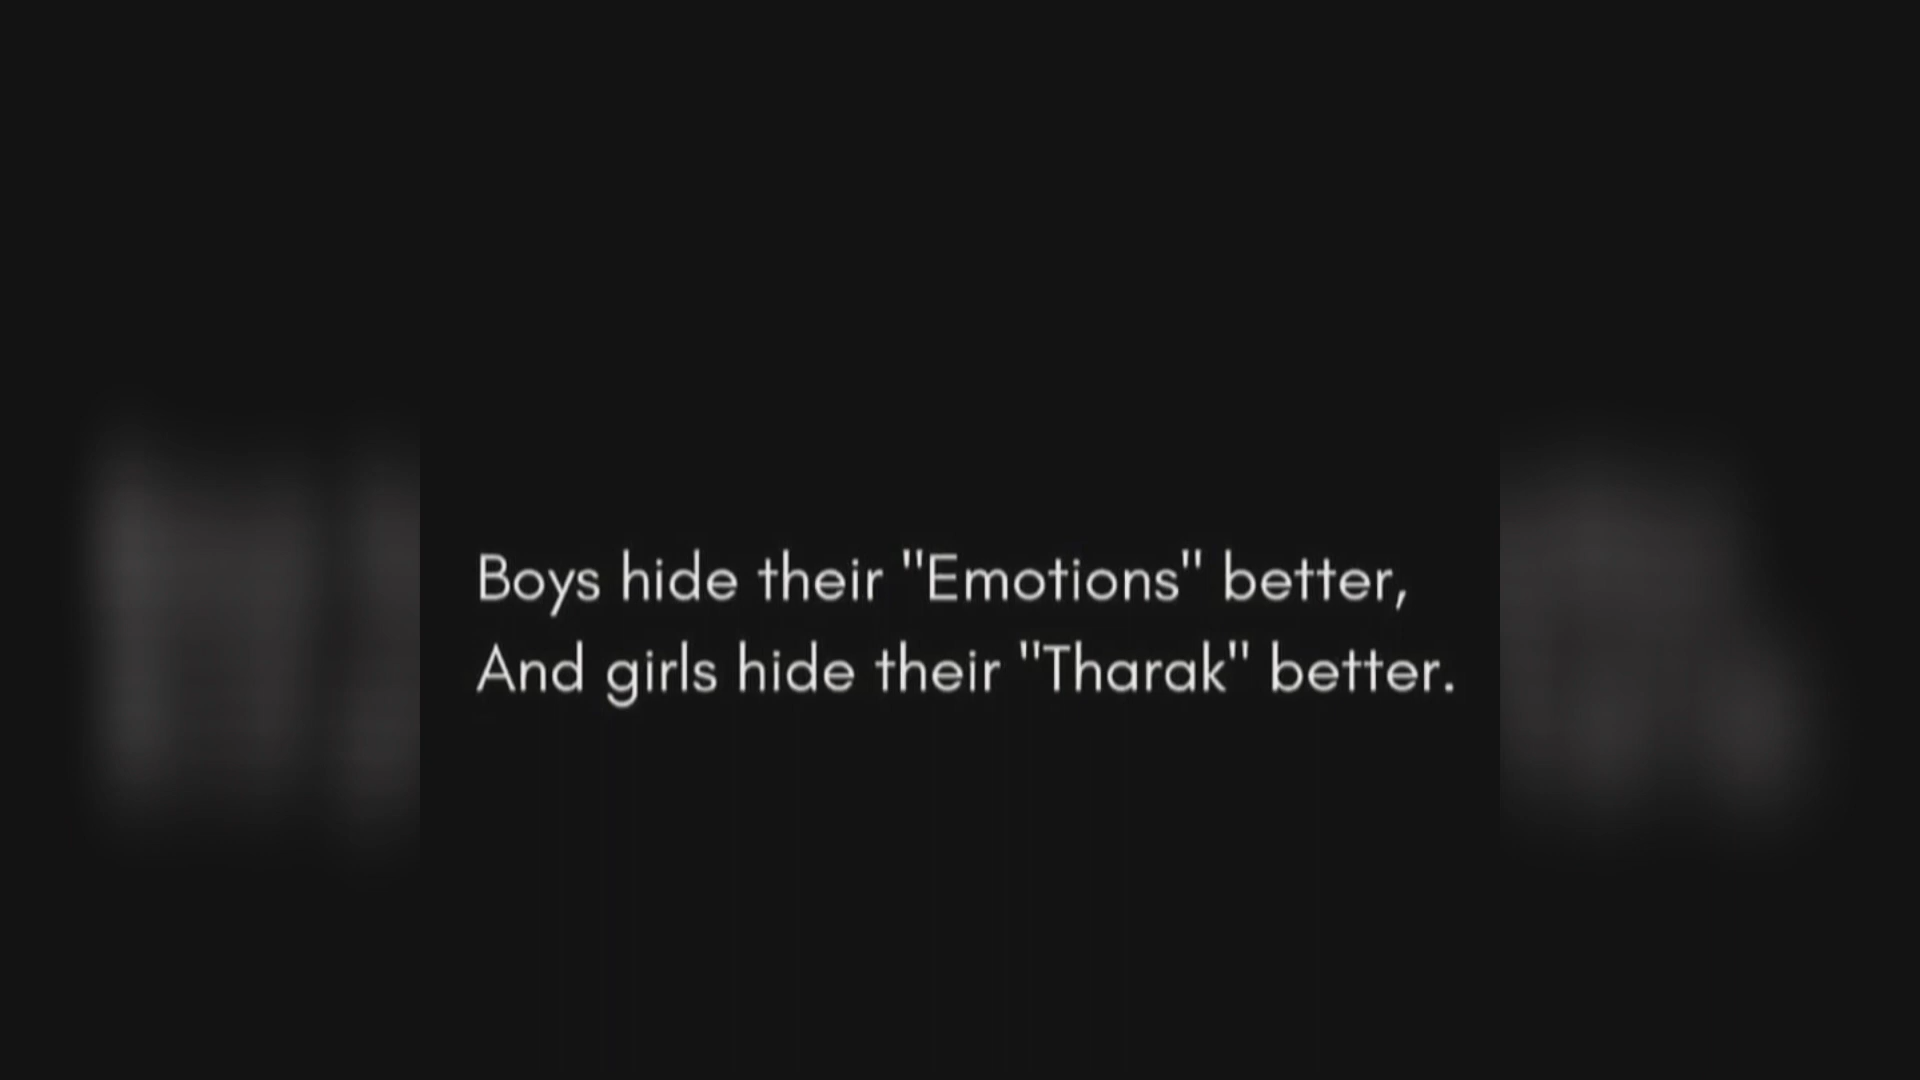 Boys hide their "Emotions" better,
And girls hide their "Tharak" better.